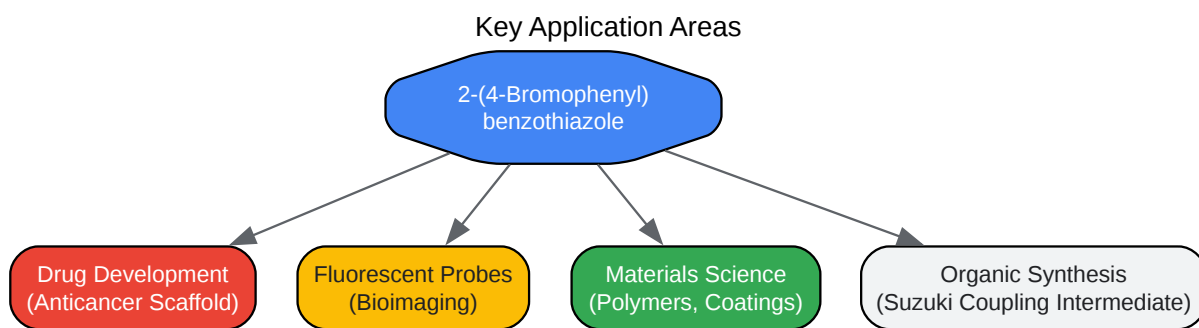 Key Application Areas
2-(4-Bromophenyl)
benzothiazole
Drug Development
(Anticancer Scaffold)
Fluorescent Probes
(Bioimaging)
Materials Science
(Polymers, Coatings)
Organic Synthesis
(Suzuki Coupling Intermediate)